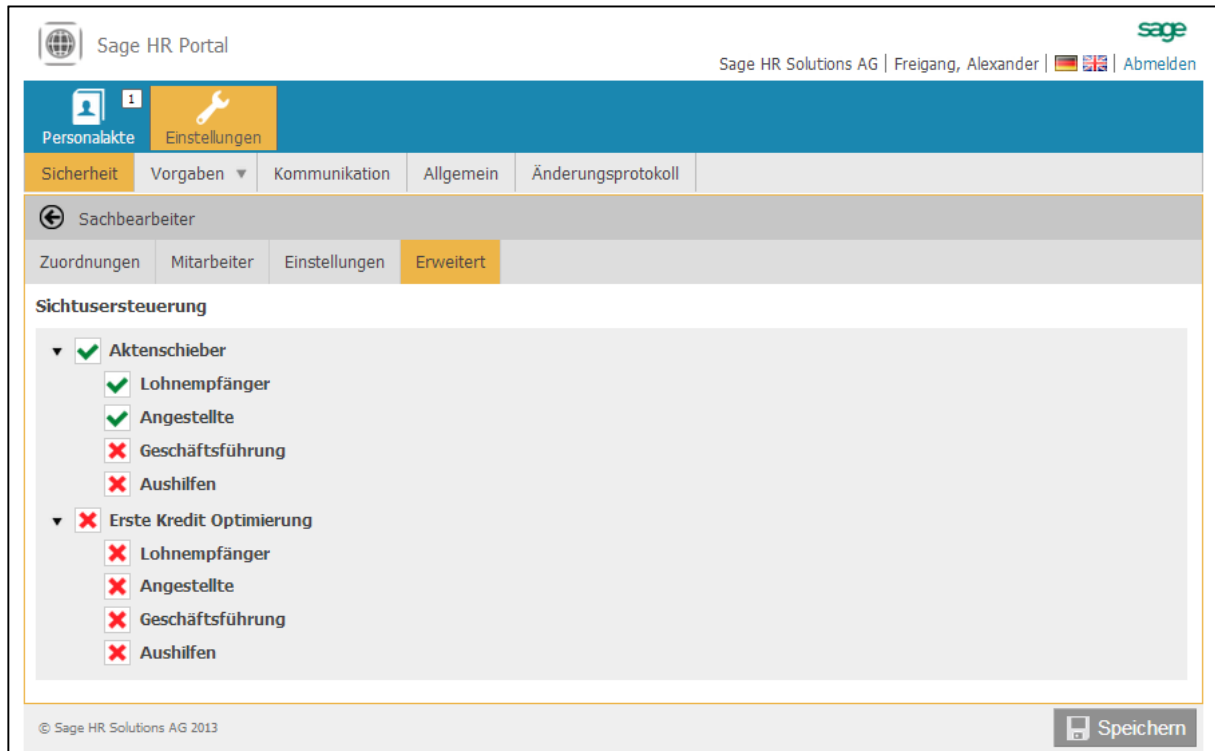 Sage HR Portal
sage
Sage HR Solutions AG | Freigang, Alexander | Abmelden
1
Personalakte Einstellungen
Sicherheit Vorgaben Kommunikation Allgemein Änderungsprotokoll
Sachbearbeiter
Zuordnungen Mitarbeiter Einstellungen Erweitert
Sichtusersteuerung
Aktenschieber
Lohnempfänger
Angestellte
Geschäftsführung
Aushilfen
Erste Kredit Optimierung
Lohnempfänger
Angestellte
Geschäftsführung
Aushilfen
© Sage HR Solutions AG 2013
Speichern